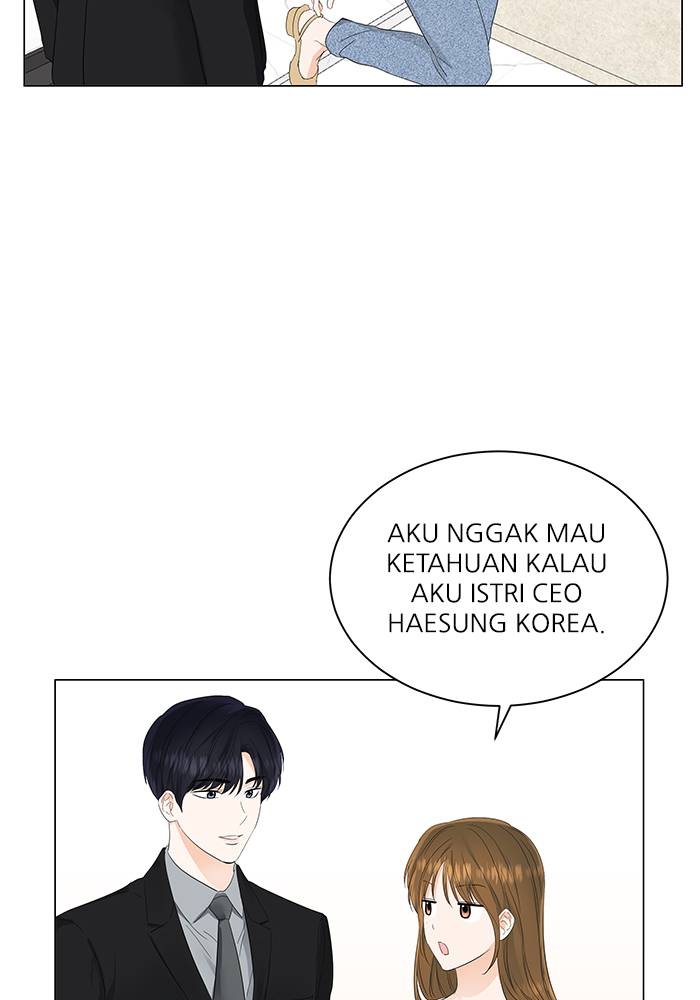 AKU NGGAK MAU
KETAHUAN KALAU
AKU ISTRI CEO
HAESUNG KOREA.